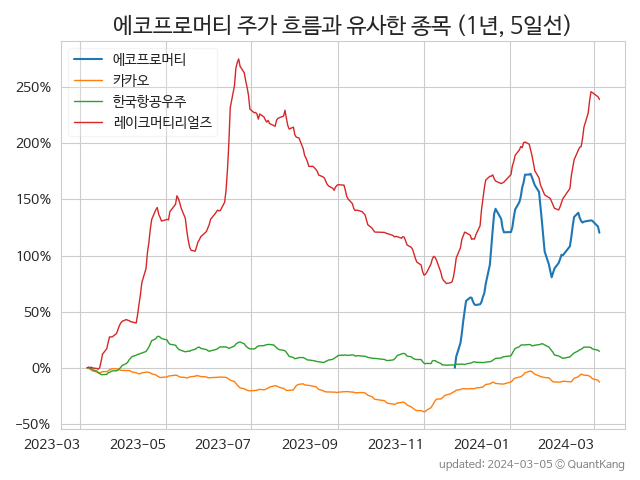 에코프로머티 주가 흐름과 유사한 종목 (1년, 5일선)
에코프로머티
카카오
한국항공우주
레이크머티리얼즈
250%
200%
150%
100%
50%
0%
−50%
2023-03 2023-05 2023-07 2023-09 2023-11 2024-01 2024-03
updated: 2024-03-05 © QuantKang